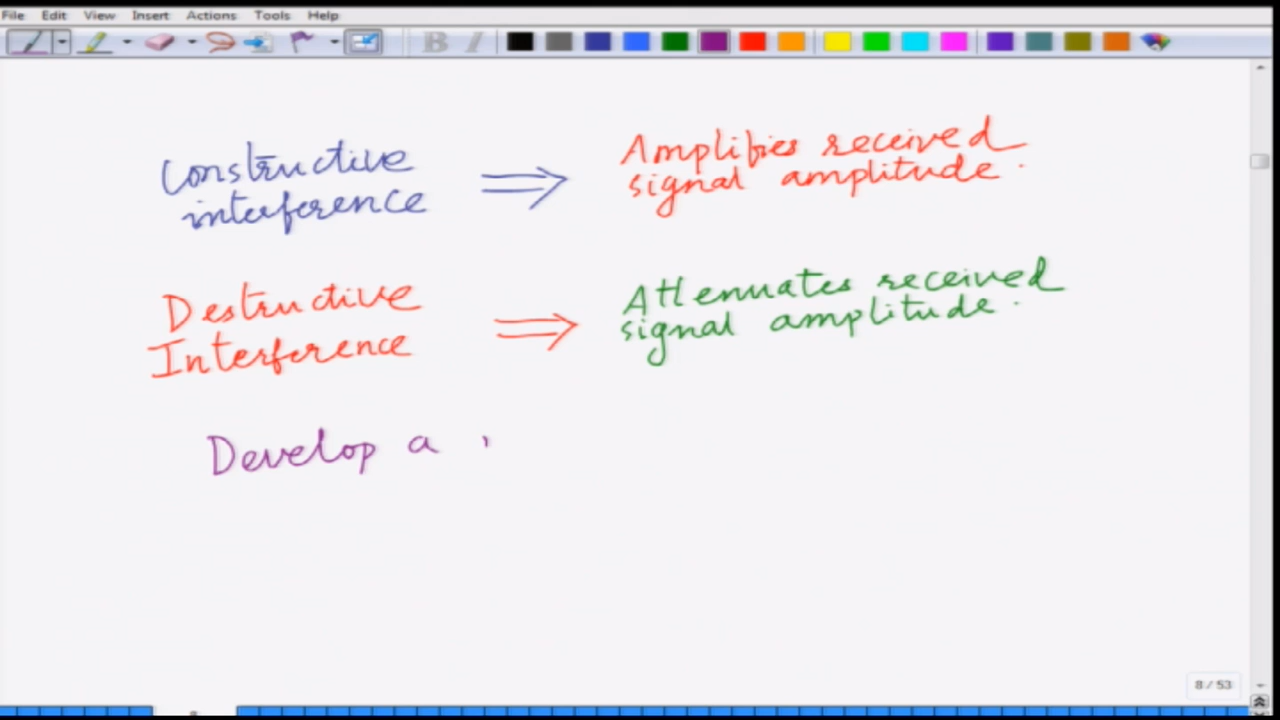 File Edit View Insert Actions Tools Help
B I
Constructive
interference
⇒
Amplifies received
signal amplitude.
Destructive
Interference
⇒
Attenuates received
signal amplitude.
Develop a
8 / 53